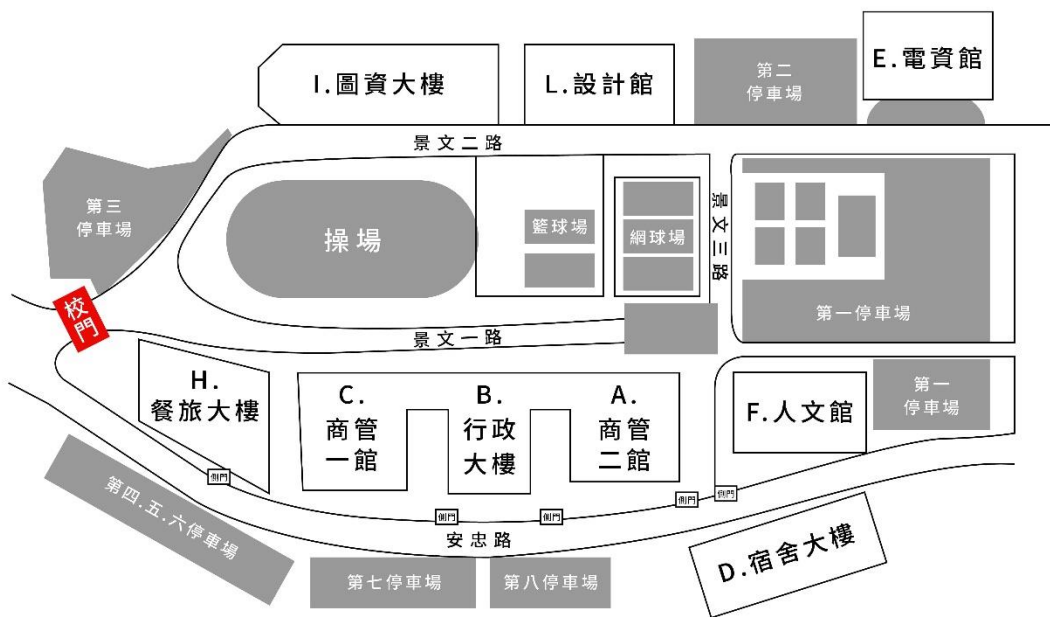 E.電資館
I.圖資大樓
L.設計館
第二
停車場
景文二路
第三
停車場
操場
籃球場
網球場
景文三路
第一停車場
校門
景文一路
H.
餐旅大樓
C.
商管
一館
B.
行政
大樓
A.
商管
二館
F.人文館
第一
停車場
側門
側門
側門
側門
側門
安忠路
第四.五.六停車場
第七停車場
第八停車場
D.宿舍大樓